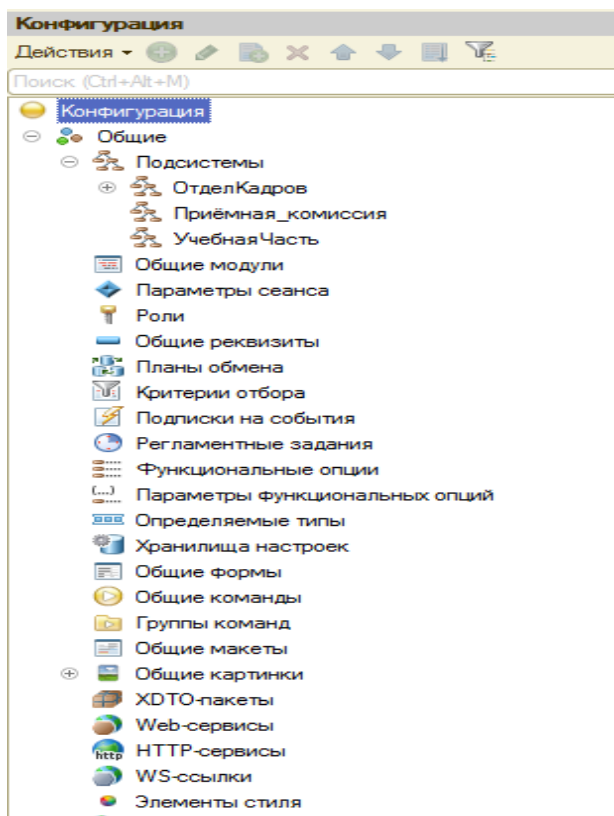 Конфигурация
Действия
Поиск (Ctrl+Alt+M)
Конфигурация
Общие
Подсистемы
ОтделКадров
Приёмная_комиссия
УчебнаяЧасть
Общие модули
Параметры сеанса
Роли
Общие реквизиты
Планы обмена
Критерии отбора
Подписки на события
Регламентные задания
Функциональные опции
{...} Параметры функциональных опций
Определяемые типы
Хранилища настроек
Общие формы
Общие команды
Группы команд
Общие макеты
Общие картинки
XDTO-пакеты
Web-сервисы
http HTTP-сервисы
WS-ссылки
Элементы стиля